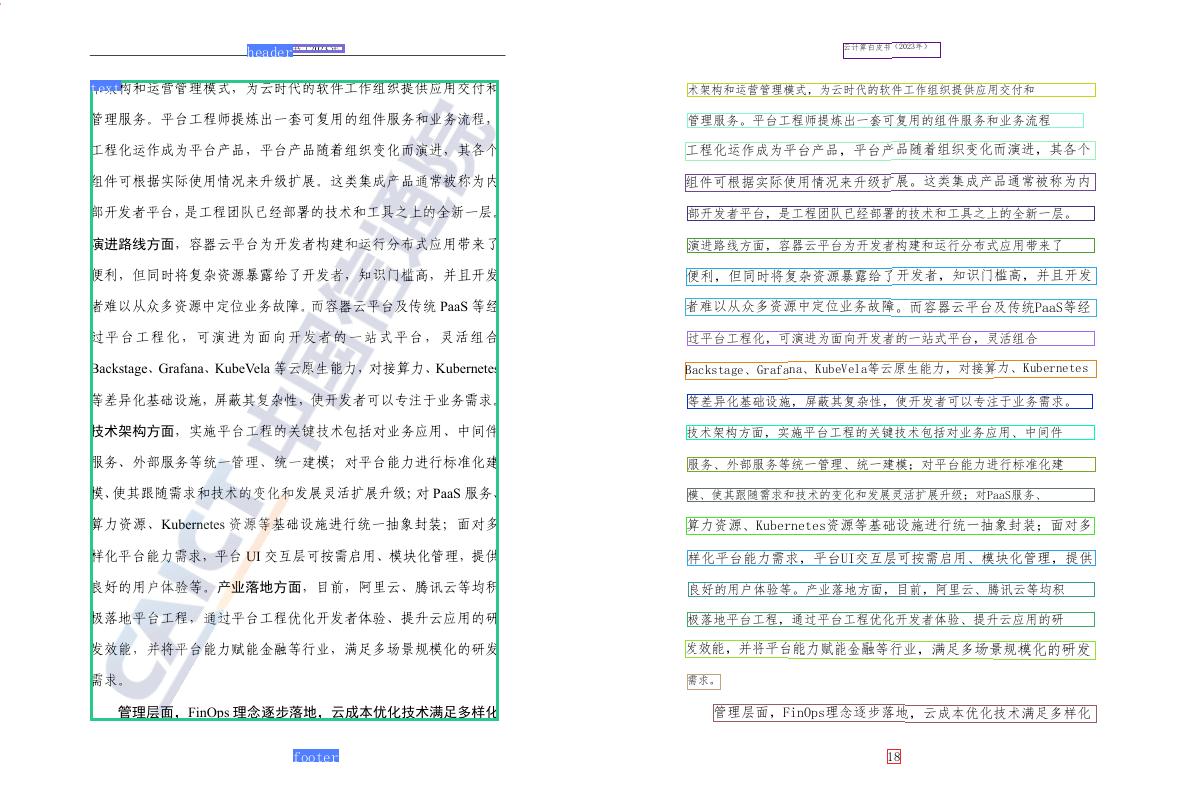 header
text
术架构和运营管理模式，为云时代的软件工作组织提供应用交付和
管理服务。平台工程师提炼出一套可复用的组件服务和业务流程，
工程化运作成为平台产品，平台产品随着组织变化而演进，其各个
组件可根据实际使用情况来升级扩展。这类集成产品通常被称为内
部开发者平台，是工程团队已经部署的技术和工具之上的全新一层。
演进路线方面，容器云平台为开发者构建和运行分布式应用带来了
便利，但同时将复杂资源暴露给了开发者，知识门槛高，并且开发
者难以从众多资源中定位业务故障。而容器云平台及传统 PaaS 等经
过平台工程化，可演进为面向开发者的一站式平台，灵活组合
Backstage、Grafana、KubeVela 等云原生能力，对接算力、Kubernetes
等差异化基础设施，屏蔽其复杂性，使开发者可以专注于业务需求。
技术架构方面，实施平台工程的关键技术包括对业务应用、中间件
服务、外部服务等统一管理、统一建模；对平台能力进行标准化建
模、使其跟随需求和技术的变化和发展灵活扩展升级；对 PaaS 服务、
算力资源、Kubernetes 资源等基础设施进行统一抽象封装；面对多
样化平台能力需求，平台 UI 交互层可按需启用、模块化管理，提供
良好的用户体验等。产业落地方面，目前，阿里云、腾讯云等均积
极落地平台工程，通过平台工程优化开发者体验、提升云应用的研
发效能，并将平台能力赋能金融等行业，满足多场景规模化的研发
需求。
管理层面，FinOps 理念逐步落地，云成本优化技术满足多样化
footer
CAICT 中国信通院
云计算白皮书（2023年）
术架构和运营管理模式，为云时代的软件工作组织提供应用交付和
管理服务。平台工程师提炼出一套可复用的组件服务和业务流程
工程化运作成为平台产品，平台产品随着组织变化而演进，其各个
组件可根据实际使用情况来升级扩展。这类集成产品通常被称为内
部开发者平台，是工程团队已经部署的技术和工具之上的全新一层。
演进路线方面，容器云平台为开发者构建和运行分布式应用带来了
便利，但同时将复杂资源暴露给了开发者，知识门槛高，并且开发
者难以从众多资源中定位业务故障。而容器云平台及传统PaaS等经
过平台工程化，可演进为面向开发者的一站式平台，灵活组合
Backstage、Grafana、KubeVela等云原生能力，对接算力、Kubernetes
等差异化基础设施，屏蔽其复杂性，使开发者可以专注于业务需求。
技术架构方面，实施平台工程的关键技术包括对业务应用、中间件
服务、外部服务等统一管理、统一建模；对平台能力进行标准化建
模、使其跟随需求和技术的变化和发展灵活扩展升级；对PaaS服务、
算力资源、Kubernetes资源等基础设施进行统一抽象封装；面对多
样化平台能力需求，平台UI交互层可按需启用、模块化管理，提供
良好的用户体验等。产业落地方面，目前，阿里云、腾讯云等均积
极落地平台工程，通过平台工程优化开发者体验、提升云应用的研
发效能，并将平台能力赋能金融等行业，满足多场景规模化的研发
需求。
管理层面，FinOps理念逐步落地，云成本优化技术满足多样化
18